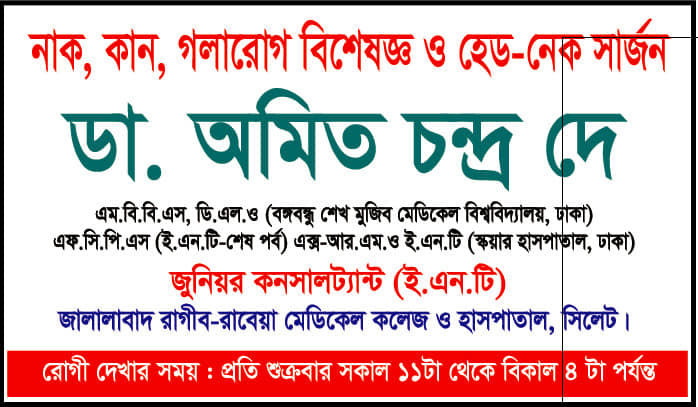 নাক, কান, গলারোগ বিশেষজ্ঞ ও হেড-নেক সার্জন
ডা. অমিত চন্দ্র দে
এম.বি.বি.এস, ডি.এল.ও (বঙ্গবন্ধু শেখ মুজিব মেডিকেল বিশ্ববিদ্যালয়, ঢাকা)
এফ.সি.পি.এস (ই.এন.টি-শেষ পর্ব) এক্স-আর.এম.ও ই.এন.টি (স্কয়ার হাসপাতাল, ঢাকা)
জুনিয়র কনসালট্যান্ট (ই.এন.টি)
জালালাবাদ রাগীব-রাবেয়া মেডিকেল কলেজ ও হাসপাতাল, সিলেট।
রোগী দেখার সময় : প্রতি শুক্রবার সকাল ১১টা থেকে বিকাল ৪ টা পর্যন্ত